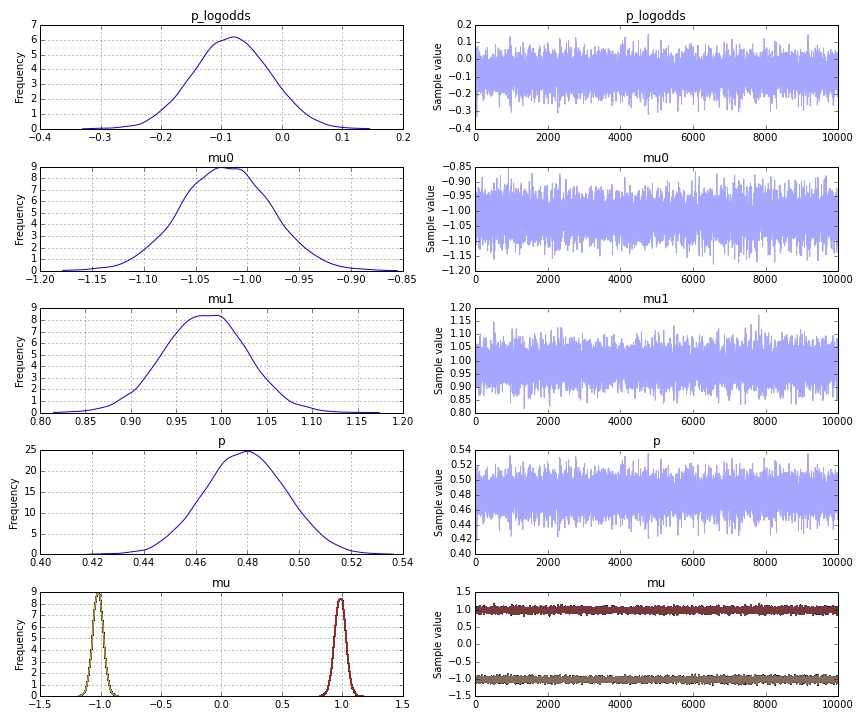 p_logodds
p_logodds
7
6
5
4
3
2
1
0
Frequency
−0.4 −0.3 −0.2 −0.1 0.0 0.1 0.2
0.2
0.1
0.0
−0.1
−0.2
−0.3
−0.4
Sample value
0 2000 4000 6000 8000 10000
mu0
mu0
9
8
7
6
5
4
3
2
1
0
Frequency
−1.20 −1.15 −1.10 −1.05 −1.00 −0.95 −0.90 −0.85
−0.85
−0.90
−0.95
−1.00
−1.05
−1.10
−1.15
−1.20
Sample value
0 2000 4000 6000 8000 10000
mu1
mu1
9
8
7
6
5
4
3
2
1
0
Frequency
0.80 0.85 0.90 0.95 1.00 1.05 1.10 1.15 1.20
1.20
1.15
1.10
1.05
1.00
0.95
0.90
0.85
0.80
Sample value
0 2000 4000 6000 8000 10000
p
p
25
20
15
10
5
0
Frequency
0.40 0.42 0.44 0.46 0.48 0.50 0.52 0.54
0.54
0.52
0.50
0.48
0.46
0.44
0.42
0.40
Sample value
0 2000 4000 6000 8000 10000
mu
mu
9
8
7
6
5
4
3
2
1
0
Frequency
−1.5 −1.0 −0.5 0.0 0.5 1.0 1.5
1.5
1.0
0.5
0.0
−0.5
−1.0
−1.5
Sample value
0 2000 4000 6000 8000 10000